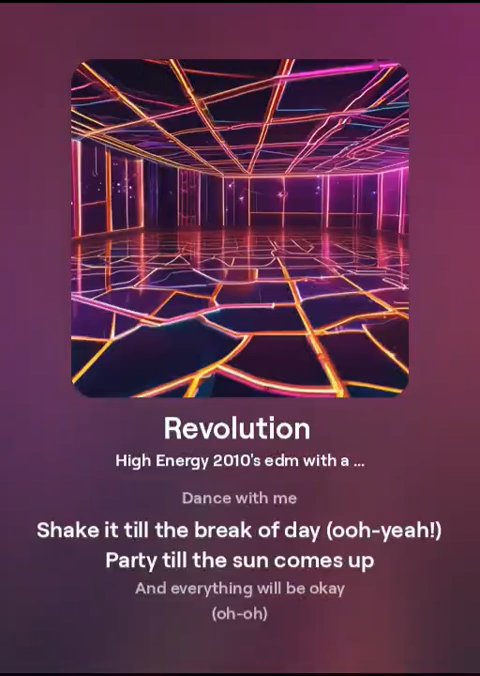 Revolution
High Energy 2010's edm with a ...
Dance with me
Shake it till the break of day (ooh-yeah!)
Party till the sun comes up
And everything will be okay
(oh-oh)